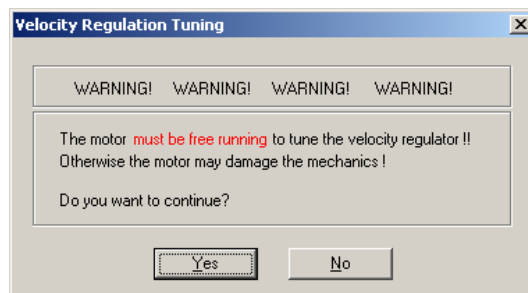 Velocity Regulation Tuning
WARNING! WARNING! WARNING! WARNING!
The motor must be free running to tune the velocity regulator !!
Otherwise the motor may damage the mechanics !
Do you want to continue?
Yes No